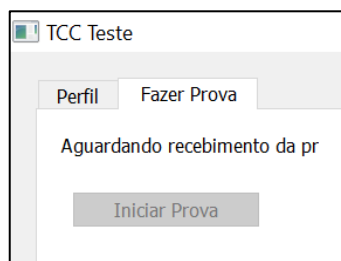 TCC Teste
Perfil Fazer Prova
Aguardando recebimento da pr
Iniciar Prova